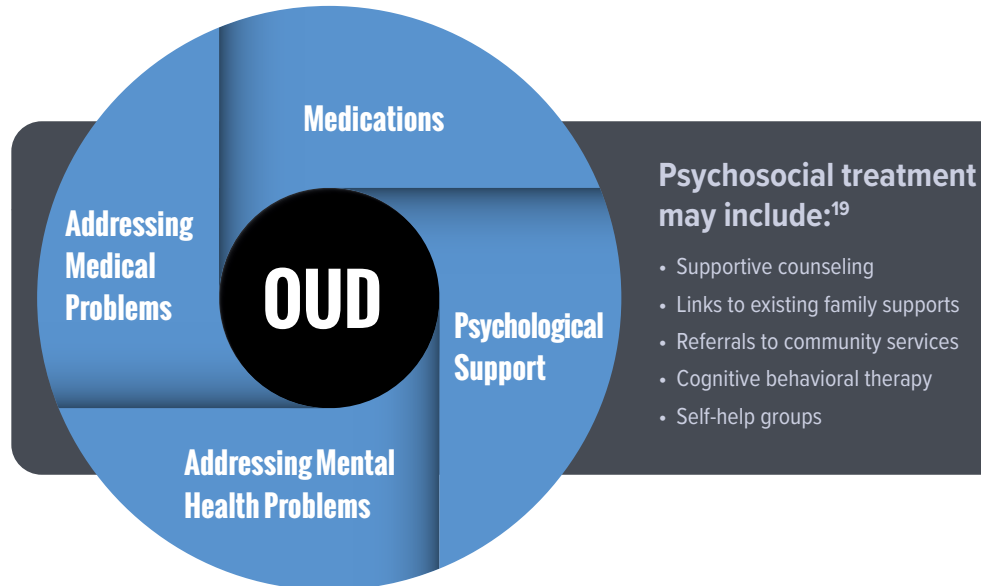 Medications
Addressing
Medical
Problems
OUD
Psychological
Support
Addressing Mental
Health Problems
Psychosocial treatment
may include:19
• Supportive counseling
• Links to existing family supports
• Referrals to community services
• Cognitive behavioral therapy
• Self-help groups